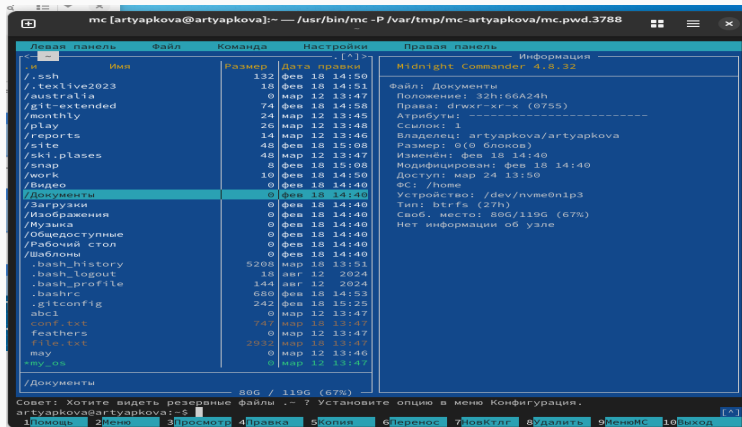 mc [artyapkova@artyapkova]:~ — /usr/bin/mc -P /var/tmp/mc-artyapkova/mc.pwd.3788
Левая панель Файл Команда Настройки Правая панель
<— ~ .[^]>
.и Имя Размер Дата правки
/.ssh 132 фев 18 14:50
/.texlive2023 18 фев 18 14:51
/australia 0 мар 12 13:47
/git-extended 74 фев 18 14:58
/monthly 24 мар 12 13:45
/play 26 мар 12 13:48
/reports 14 мар 12 13:46
/site 48 фев 18 15:08
/ski.plases 48 мар 12 13:47
/snap 8 фев 18 15:08
/work 10 фев 18 14:50
/Видео 0 фев 18 14:40
/Документы 0 фев 18 14:40
/Загрузки 0 фев 18 14:40
/Изображения 0 фев 18 14:40
/Музыка 0 фев 18 14:40
/Общедоступные 0 фев 18 14:40
/Рабочий стол 0 фев 18 14:40
/Шаблоны 0 фев 18 14:40
.bash_history 5208 мар 18 13:51
.bash_logout 18 авг 12 2024
.bash_profile 144 авг 12 2024
.bashrc 680 фев 18 14:53
.gitconfig 242 фев 18 15:25
abc1 0 мар 12 13:47
conf.txt 747 мар 18 13:47
feathers 0 мар 12 13:47
file.txt 2932 мар 18 13:47
may 0 мар 12 13:46
*my_os 0 мар 12 13:47
/Документы
80G / 119G (67%)
Информация
Midnight Commander 4.8.32
Файл: Документы
Положение: 32h:66A24h
Права: drwxr-xr-x (0755)
Атрибуты: ----------------------
Ссылок: 1
Владелец: artyapkova/artyapkova
Размер: 0(0 блоков)
Изменён: фев 18 14:40
Модифицирован: фев 18 14:40
Доступ: мар 24 13:50
ФС: /home
Устройство: /dev/nvme0n1p3
Тип: btrfs (27h)
Своб. место: 80G/119G (67%)
Нет информации об узле
Совет: Хотите видеть резервные файлы .~ ? Установите опцию в меню Конфигурация.
artyapkova@artyapkova:~$ [^]
1Помощь 2Меню 3Просмотр 4Правка 5Копия 6Перенос 7НовКтлг 8Удалить 9МенюМС 10Выход